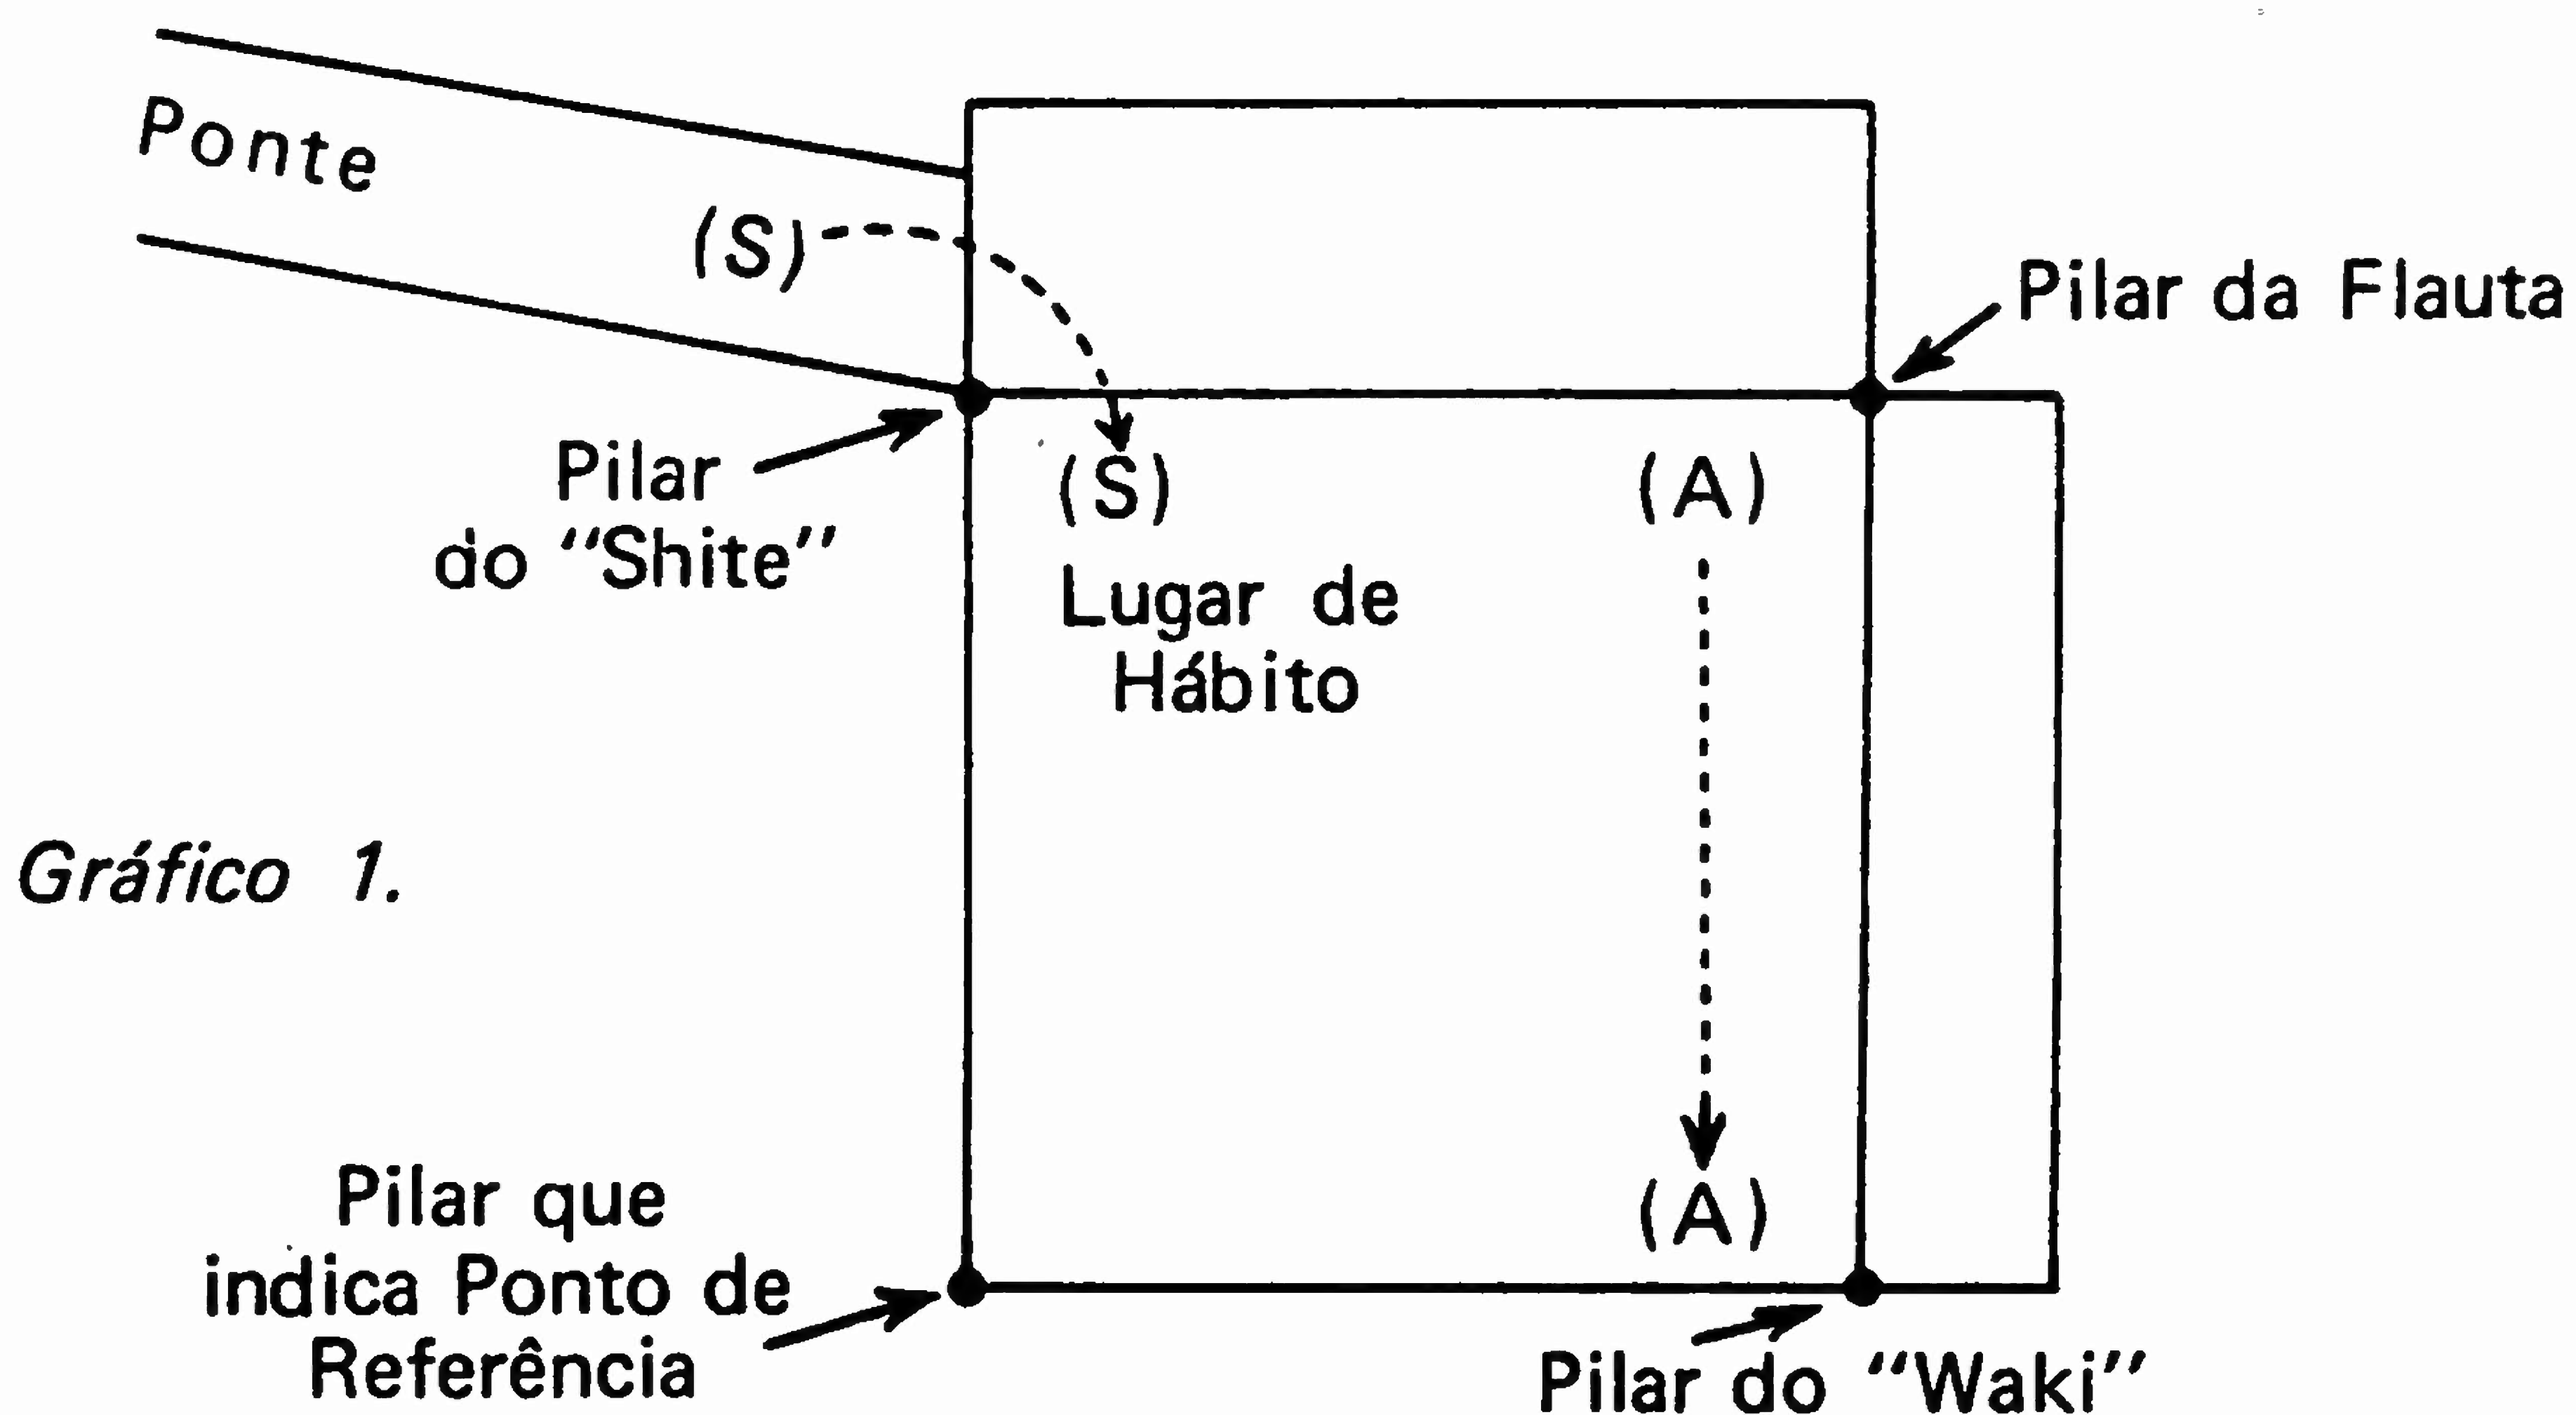 Ponte
(S)
Pilar da Flauta
Pilar
do "Shite"
(S)
(A)
Lugar de
Hábito
Gráfico 1.
(A)
Pilar que
indica Ponto de
Referência
Pilar do "Waki"